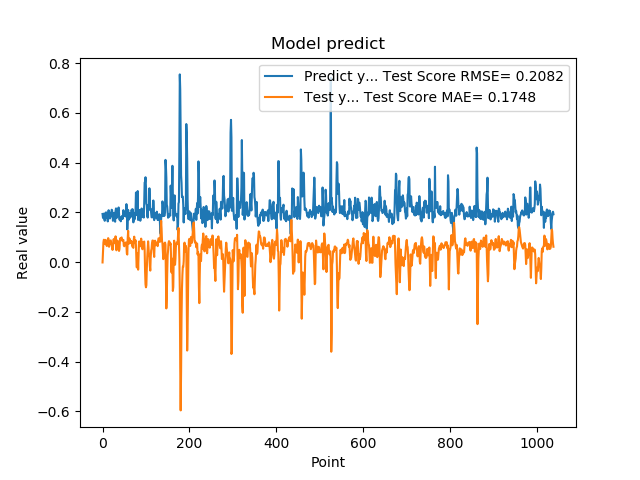 Model predict
Predict y... Test Score RMSE= 0.2082
Test y... Test Score MAE= 0.1748
0.8
0.6
0.4
0.2
0.0
−0.2
−0.4
−0.6
Real value
0 200 400 600 800 1000
Point